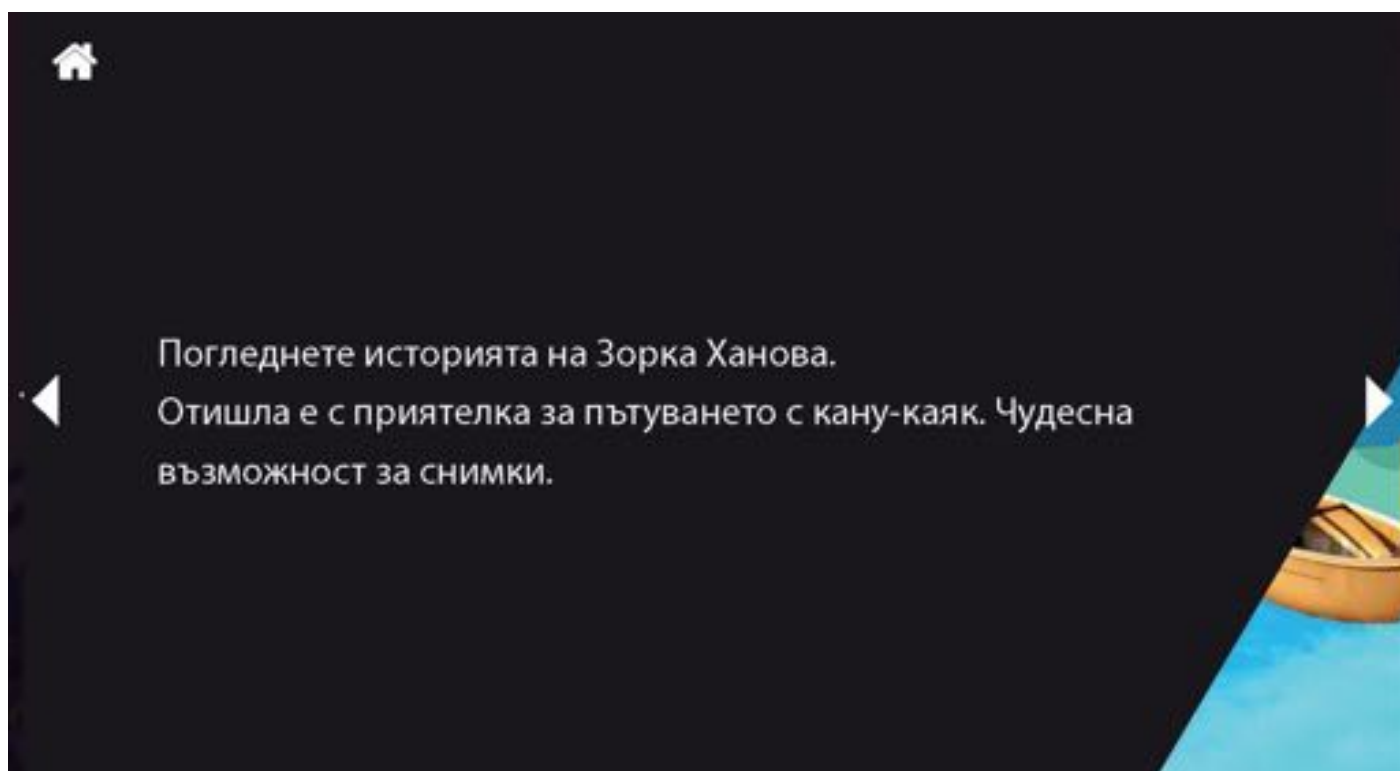 Погледнете историята на Зорка Ханова.
Отишла е с приятелка за пътуването с кану-каяк. Чудесна
възможност за снимки.